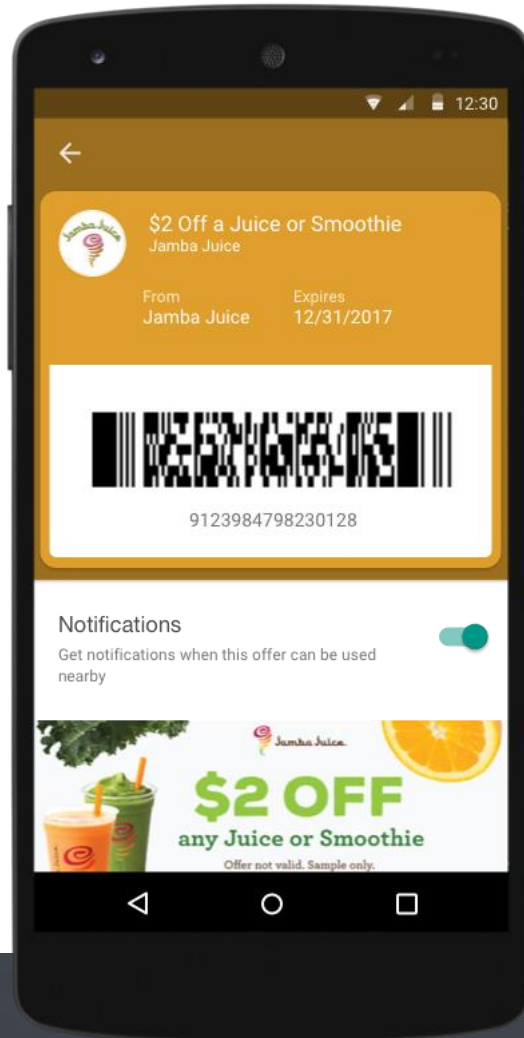 12:30
Jamba Juice
$2 Off a Juice or Smoothie
Jamba Juice
From
Jamba Juice
Expires
12/31/2017
9123984798230128
Notifications
Get notifications when this offer can be used
nearby
Jamba Juice
$2 OFF
any Juice or Smoothie
Offer not valid. Sample only.